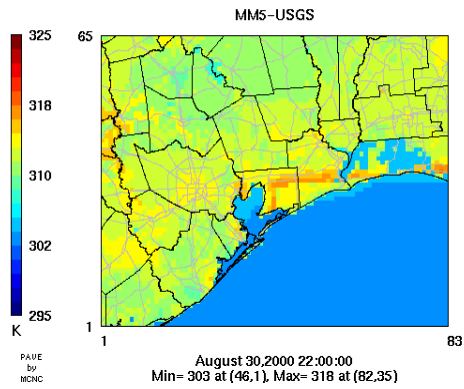 MM5-USGS
325
318
310
302
295
K
65
1
1
83
PAVE
by
MCNC
August 30,2000 22:00:00
Min= 303 at (46,1), Max= 318 at (82,35)